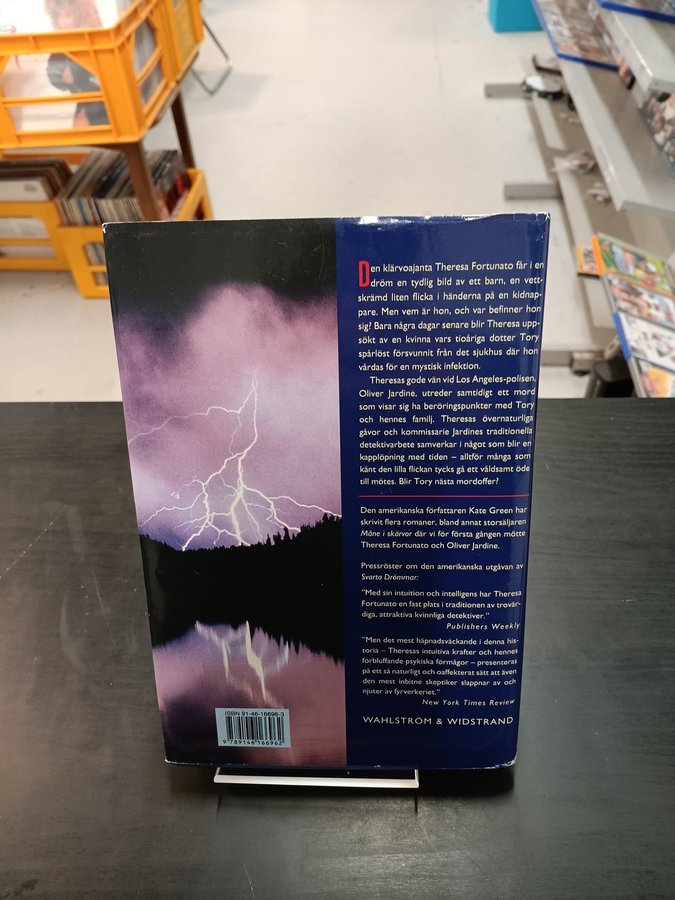 Den klärvoajanta Theresa Fortunato får i en
dröm en tydlig bild av ett barn, en vett-
skrämd liten flicka i händerna på en kidnap-
pare. Men vem är hon, och var befinner hon
sig? Bara några dagar senare blir Theresa upp-
sökt av en kvinna vars tioåriga dotter Tory
spårlöst försvunnit från det sjukhus där hon
vårdas för en mystisk infektion.
Theresas gode vän vid Los Angeles-polisen,
Oliver Jardine, utreder samtidigt ett mord
som visar sig ha beröringspunkter med Tory
och hennes familj. Theresas övernaturliga
gåvor och kommissarie Jardines traditionella
detektivarbete samverkar i något som blir en
kapplöpning med tiden – alltför många som
känt den lilla flickan tycks gå ett våldsamt öde
till mötes. Blir Tory nästa mordoffer?
Den amerikanska författaren Kate Green har
skrivit flera romaner, bland annat storsäljaren
Måne i skärvor där vi för första gången mötte
Theresa Fortunato och Oliver Jardine.
Pressröster om den amerikanska utgåvan av
Svarta Drömmar:
"Med sin intuition och intelligens har Theresa
Fortunato en fast plats i traditionen av trovär-
diga, attraktiva kvinnliga detektiver."
Publishers Weekly
"Men det mest häpnadsväckande i denna his-
toria – Theresas intuitiva krafter och hennes
förbluffande psykiska förmågor – presenteras
på ett så naturligt och oaffekterat sätt att även
den mest inbitne skeptiker slappnar av och
njuter av fyrverkeriet."
New York Times Review
WAHLSTRÖM & WIDSTRAND
ISBN 91-46-16696-3
9 789146 166962